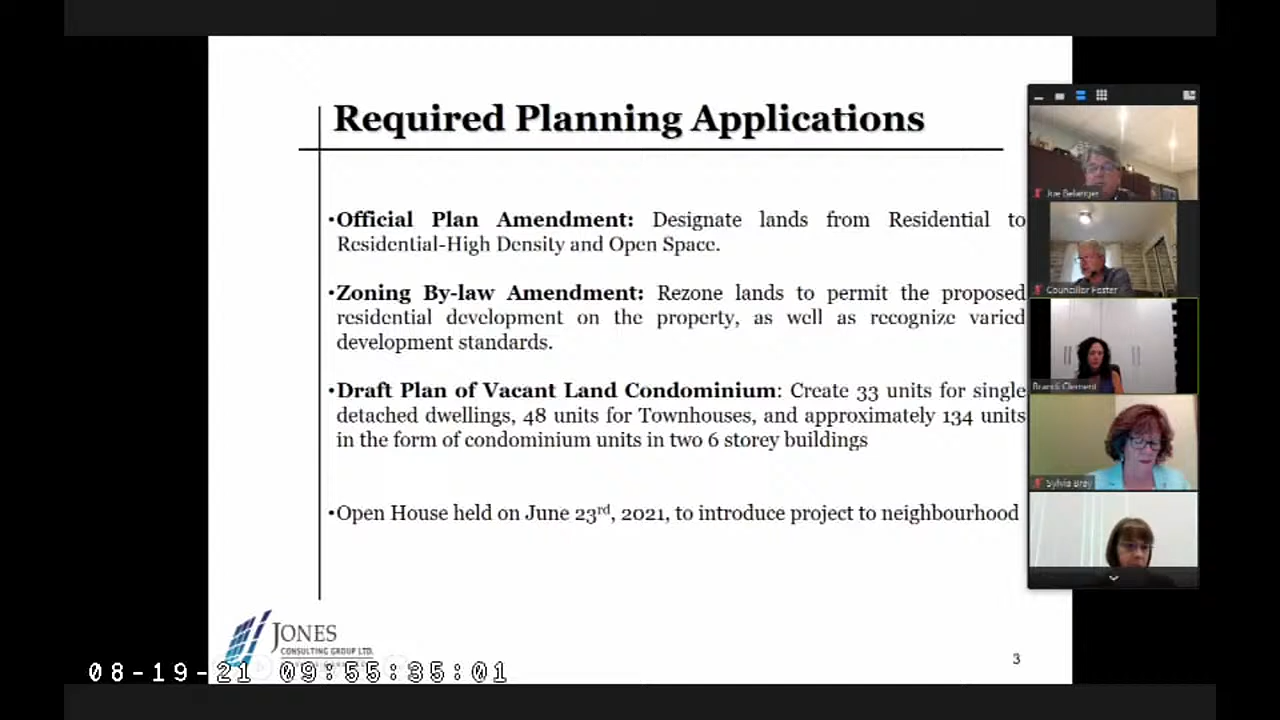 Required Planning Applications
•Official Plan Amendment: Designate lands from Residential to
Residential-High Density and Open Space.
•Zoning By-law Amendment: Rezone lands to permit the proposed
residential development on the property, as well as recognize varied
development standards.
•Draft Plan of Vacant Land Condominium: Create 33 units for single
detached dwellings, 48 units for Townhouses, and approximately 134 units
in the form of condominium units in two 6 storey buildings
•Open House held on June 23rd, 2021, to introduce project to neighbourhood
Joe Belanger
Councillor Foster
Brandi Clement
Sylvia Bray
JONES
CONSULTING GROUP LTD.
08-19-21 09:55:35:01
3